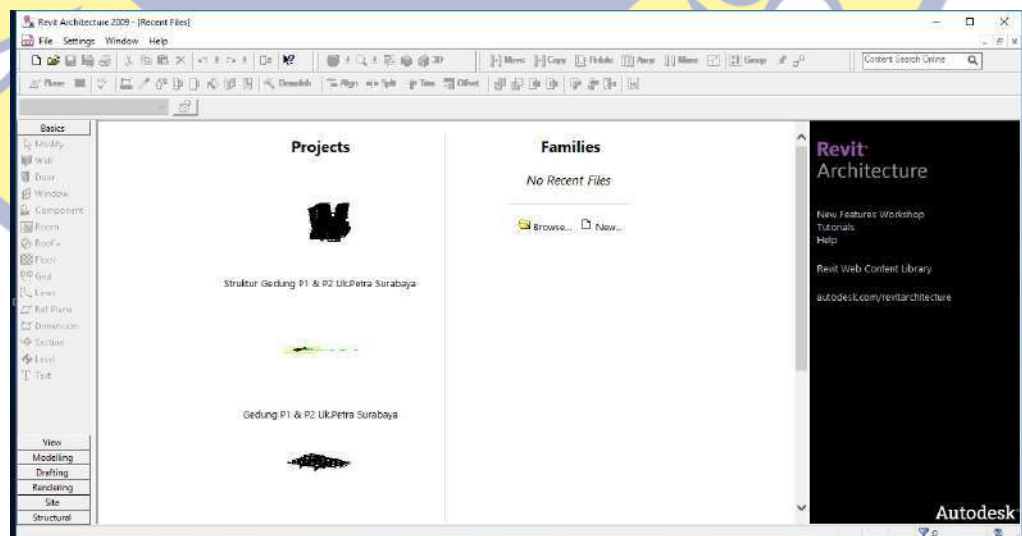 Revit Architecture 2009 - [Recent Files]
File Settings Window Help
3D Move Copy Rotate Array Mirror Group Content Search Online
Plane Demolish Align Split Trim Offset
Basics
Modify
Wall
Door
Window
Component
Room
Roof
Floor
Grid
Lines
Ref Plane
Dimension
Section
Level
Text
View
Modelling
Drafting
Rendering
Site
Structural
Projects
Struktur Gedung P1 & P2 Uk.Petra Surabaya
Gedung P1 & P2 Uk.Petra Surabaya
Families
No Recent Files
Browse... New...
Revit
Architecture
New Features Workshop
Tutorials
Help
Revit Web Content Library
autodesk.com/revitarchitecture
Autodesk